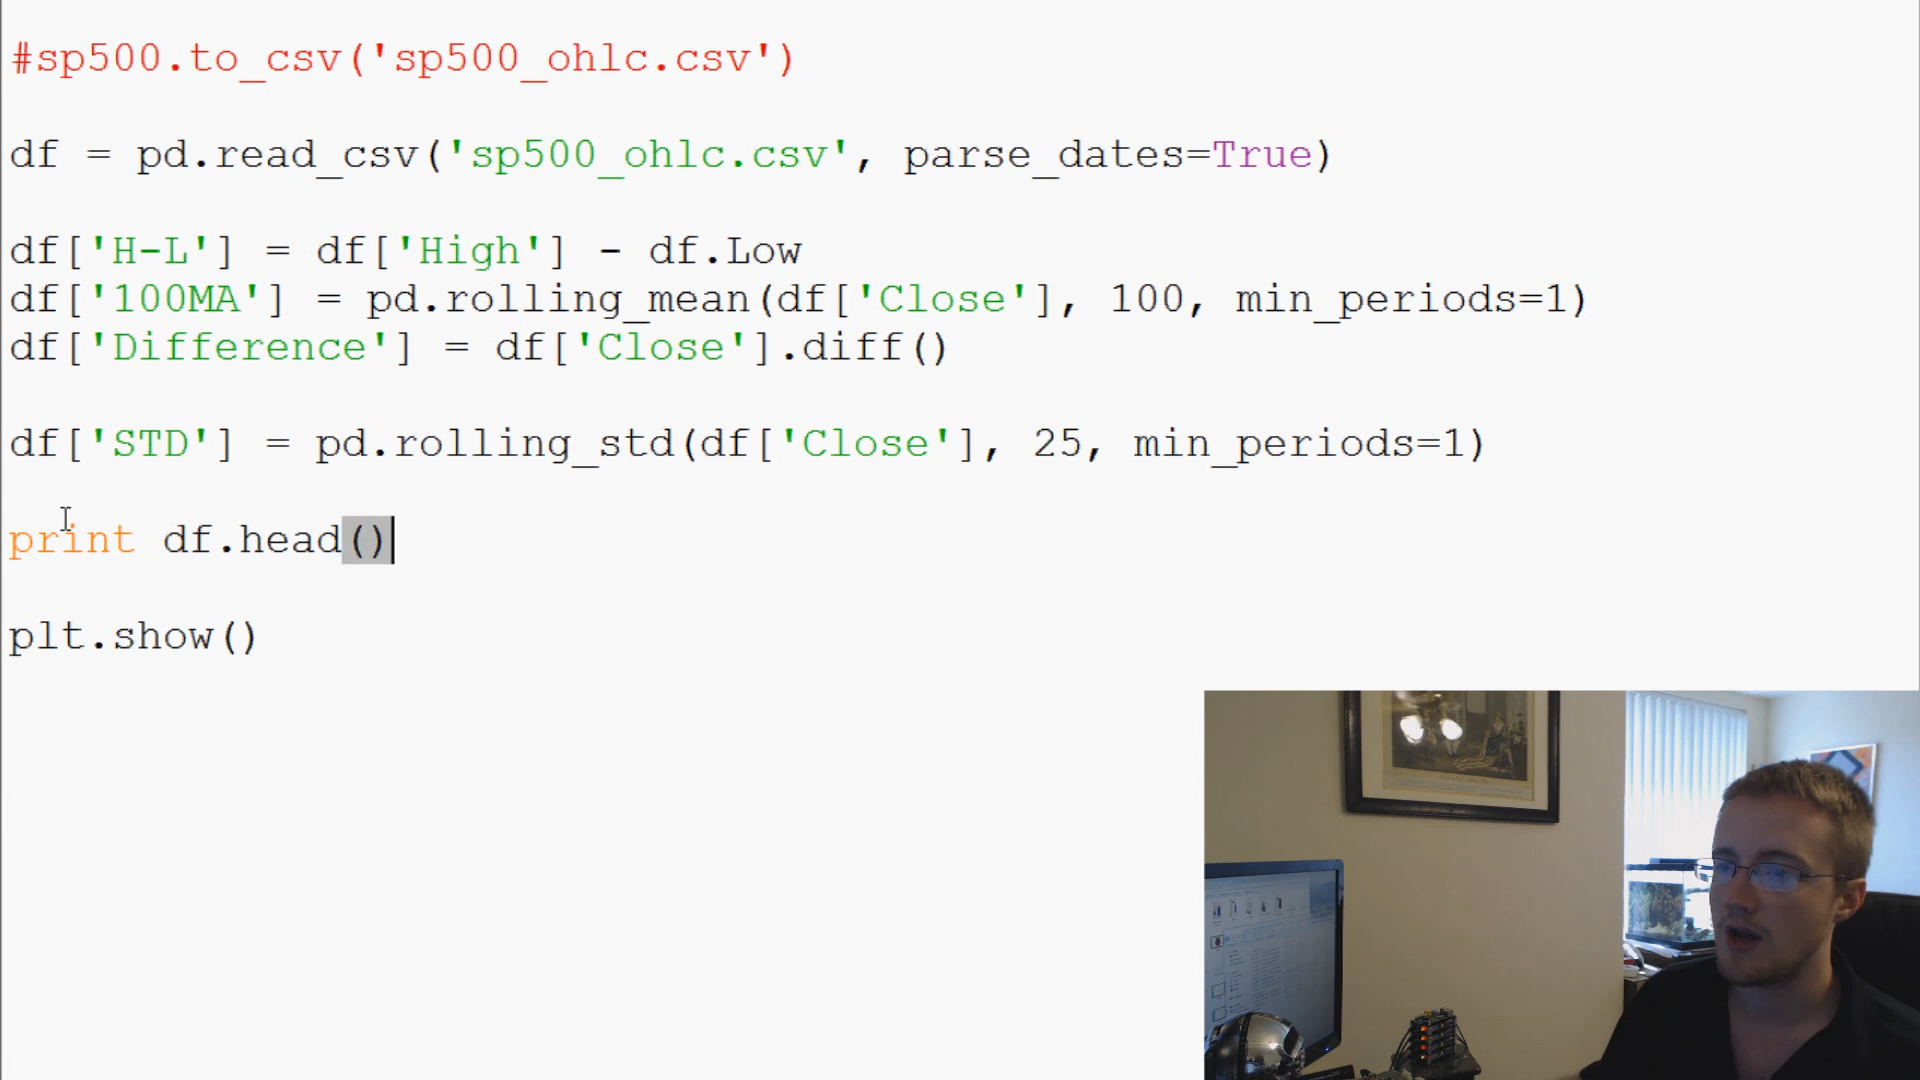 #sp500.to_csv('sp500_ohlc.csv')
df = pd.read_csv('sp500_ohlc.csv', parse_dates=True)
df['H-L'] = df['High'] - df.Low
df['100MA'] = pd.rolling_mean(df['Close'], 100, min_periods=1)
df['Difference'] = df['Close'].diff()
df['STD'] = pd.rolling_std(df['Close'], 25, min_periods=1)
print df.head()
plt.show()